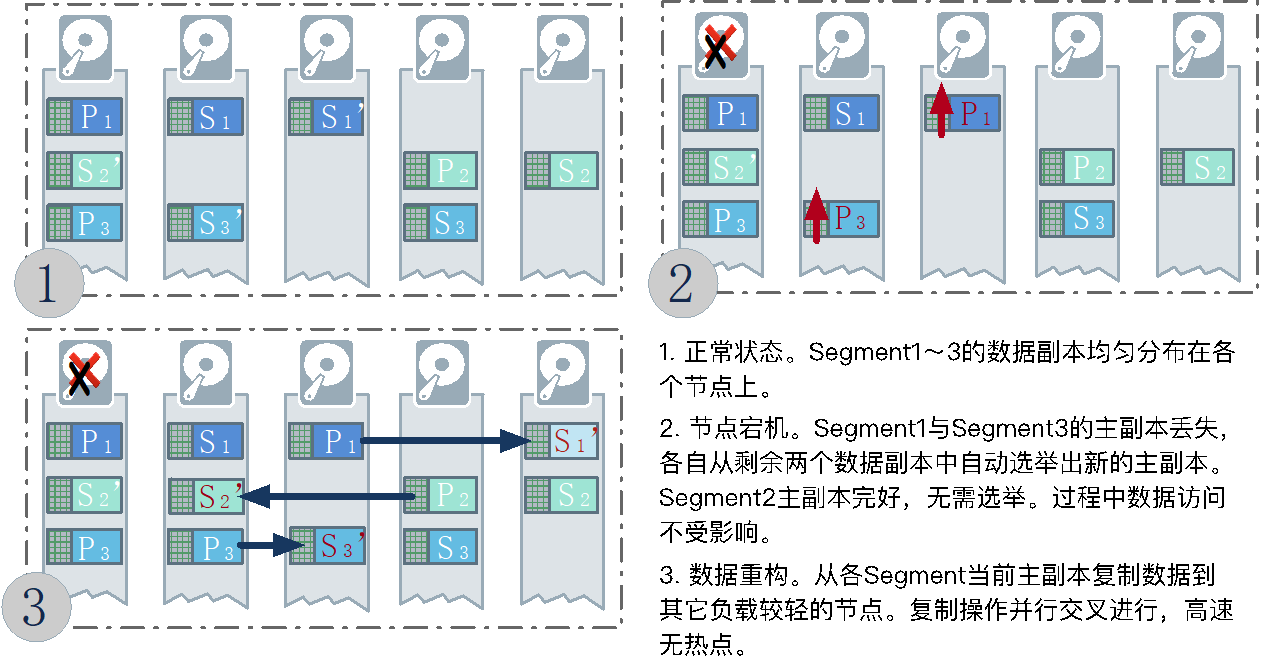 P1 S1 S1'
S2' P2 S2
P3 S3' S3
1
P1 S1 P1
S2' P2 S2
P3 P3 S3
2
P1 S1 P1 S1'
S2' S2' P2 S2
P3 P3 S3' S3
3
1. 正常状态。Segment1～3的数据副本均匀分布在各
个节点上。
2. 节点宕机。Segment1与Segment3的主副本丢失，
各自从剩余两个数据副本中自动选举出新的主副本。
Segment2主副本完好，无需选举。过程中数据访问
不受影响。
3. 数据重构。从各Segment当前主副本复制数据到
其它负载较轻的节点。复制操作并行交叉进行，高速
无热点。